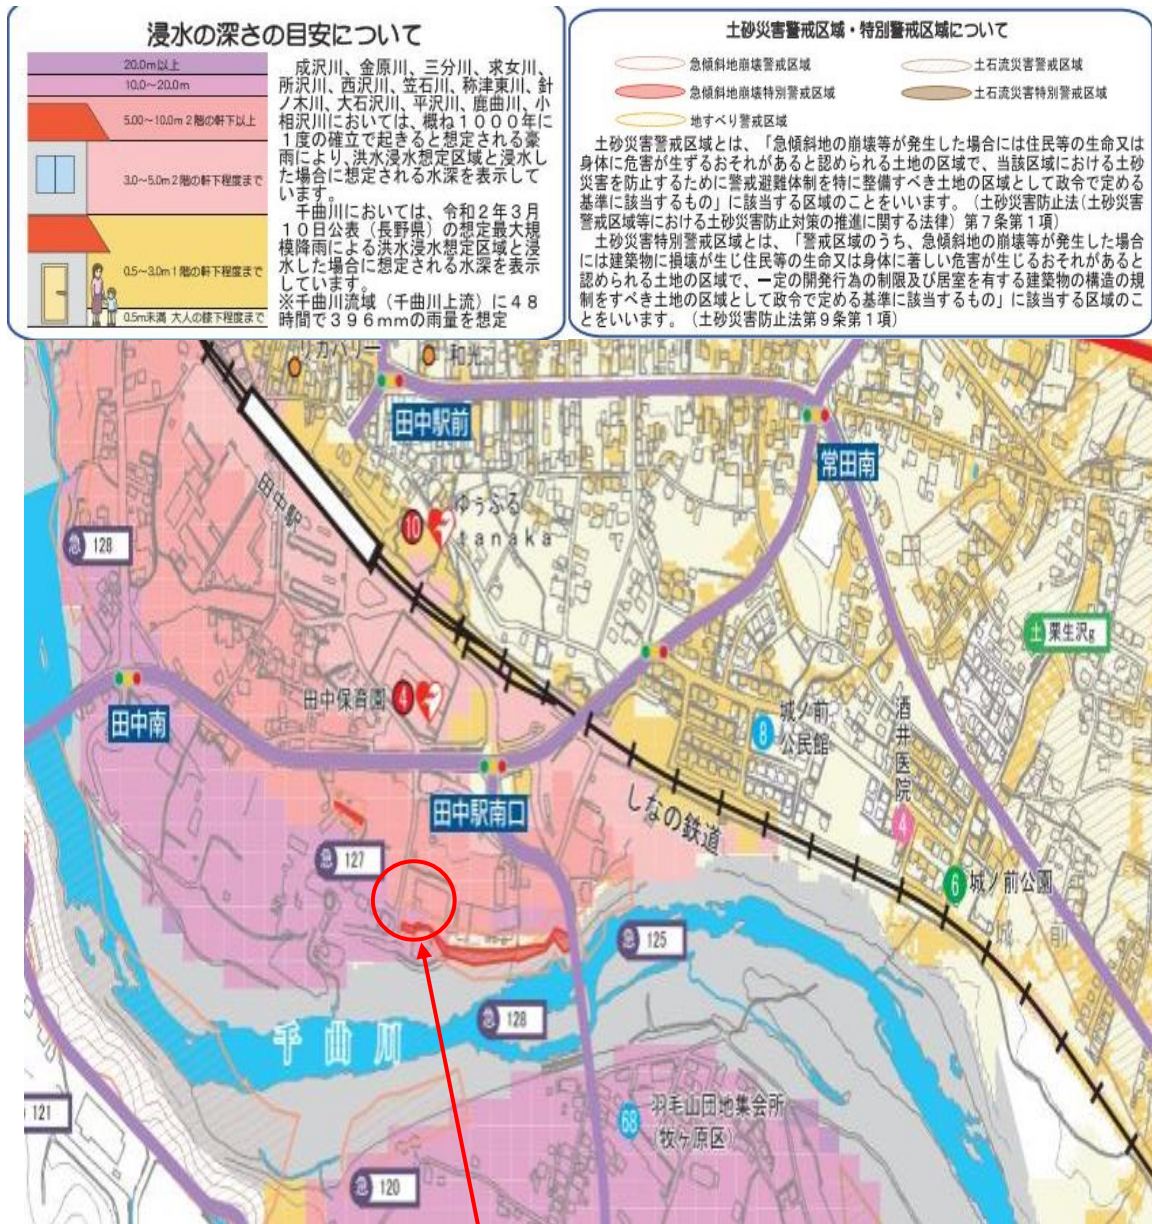 浸水の深さの目安について
20.0m以上
10.0～20.0m
5.00～10.0m 2階の軒下以上
3.0～5.0m 2階の軒下程度まで
0.5～3.0m 1階の軒下程度まで
0.5m未満 大人の膝下程度まで
成沢川、金原川、三分川、求女川、
所沢川、西沢川、笠石川、称津東川、針
ノ木川、大石沢川、平沢川、鹿曲川、小
相沢川においては、概ね１０００年に
１度の確立で起きると想定される豪
雨により、洪水浸水想定区域と浸水し
た場合に想定される水深を表示して
います。
千曲川においては、令和２年３月
１０日公表（長野県）の想定最大規
模降雨による洪水浸水想定区域と浸
水した場合に想定される水深を表示
しています。
※千曲川流域（千曲川上流）に４８
時間で３９６mmの雨量を想定
土砂災害警戒区域・特別警戒区域について
急傾斜地崩壊警戒区域
土石流災害警戒区域
急傾斜地崩壊特別警戒区域
土石流災害特別警戒区域
地すべり警戒区域
土砂災害警戒区域とは、「急傾斜地の崩壊等が発生した場合には住民等の生命又は
身体に危害が生ずるおそれがあると認められる土地の区域で、当該区域における土砂
災害を防止するために警戒避難体制を特に整備すべき土地の区域として政令で定める
基準に該当するもの」に該当する区域のことをいいます。（土砂災害防止法（土砂災害
警戒区域等における土砂災害防止対策の推進に関する法律）第７条第１項）
土砂災害特別警戒区域とは、「警戒区域のうち、急傾斜地の崩壊等が発生した場合
には建築物に損壊が生じ住民等の生命又は身体に著しい危害が生じるおそれがあると
認められる土地の区域で、一定の開発行為の制限及び居室を有する建築物の構造の規
制をすべき土地の区域として政令で定める基準に該当するもの」に該当する区域のこ
とをいいます。（土砂災害防止法第９条第１項）
リカバリー
和光
田中駅前
常田南
田中駅
10
ゆぅふる
tanaka
急 128
土 栗生沢g
田中保育園
4
田中南
8
城ノ前
公民館
酒井医院
4
田中駅南口
しなの鉄道
急 127
6
城ノ前公園
城ノ前
急 125
急 128
千曲川
121
68
羽毛山団地集会所
（牧ヶ原区）
急 120